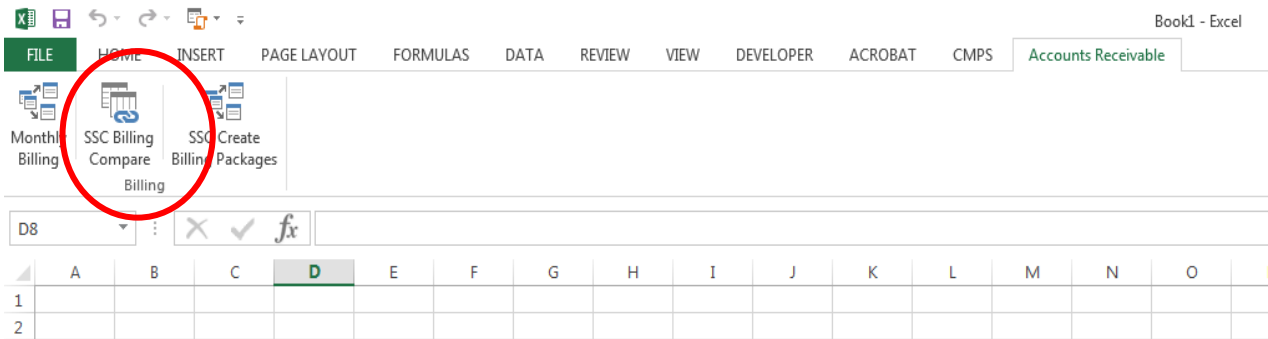 Book1 - Excel
FILE HOME INSERT PAGE LAYOUT FORMULAS DATA REVIEW VIEW DEVELOPER ACROBAT CMPS Accounts Receivable
Monthly SSC Billing SSC Create
Billing Compare Billing Packages
Billing
D8 fx
A B C D E F G H I J K L M N O
1
2